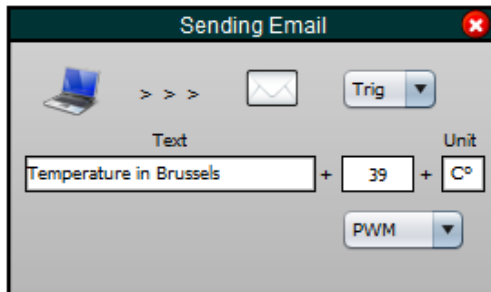 Sending Email
> > >
Trig
Text Unit
Temperature in Brussels + 39 + C°
PWM